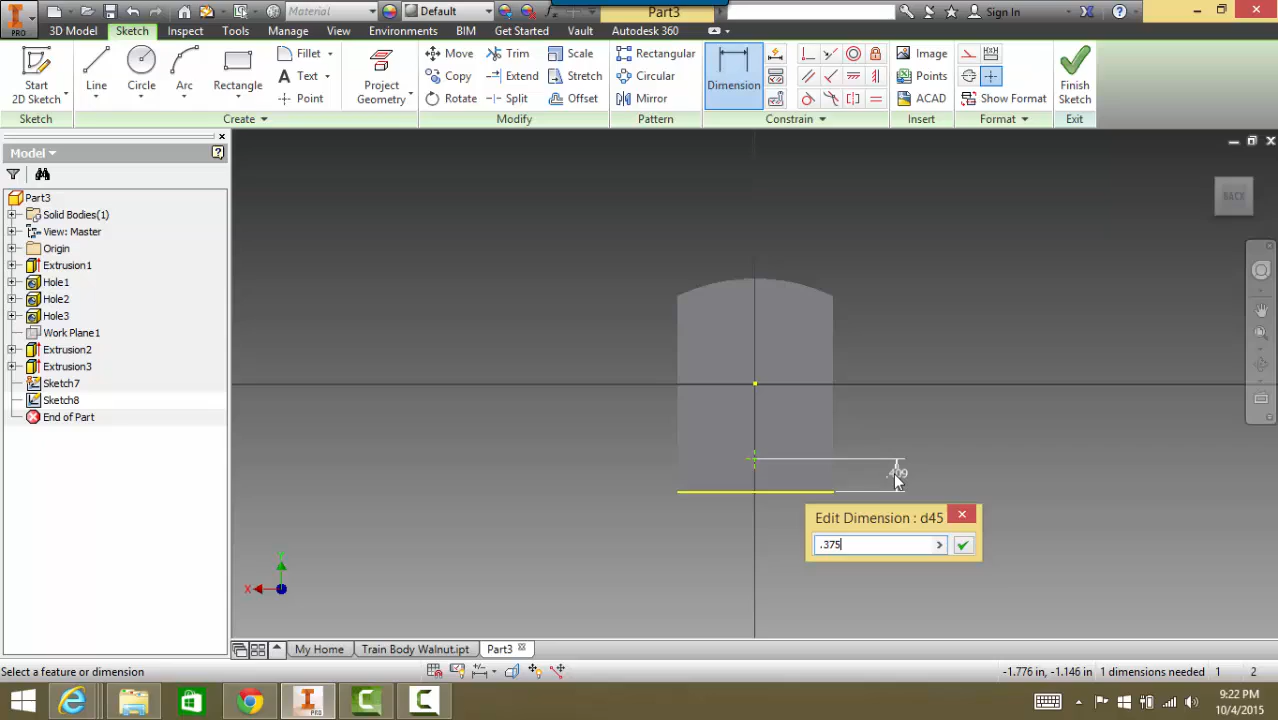 PRO
Material
Default
Part3
Sign In
3D Model
Sketch
Inspect
Tools
Manage
View
Environments
BIM
Get Started
Vault
Autodesk 360
Start
2D Sketch
Line
Circle
Arc
Rectangle
Fillet
Text
Point
Project
Geometry
Move
Copy
Rotate
Trim
Extend
Split
Scale
Stretch
Offset
Rectangular
Circular
Mirror
Dimension
Image
Points
ACAD
Show Format
Finish
Sketch
Sketch
Create
Modify
Pattern
Constrain
Insert
Format
Exit
Model
Part3
Solid Bodies(1)
View: Master
Origin
Extrusion1
Hole1
Hole2
Hole3
Work Plane1
Extrusion2
Extrusion3
Sketch7
Sketch8
End of Part
BACK
Edit Dimension : d45
.375
Y
X
My Home
Train Body Walnut.ipt
Part3
Select a feature or dimension
-1.776 in, -1.146 in
1 dimensions needed
1
2
PRO
9:22 PM
10/4/2015